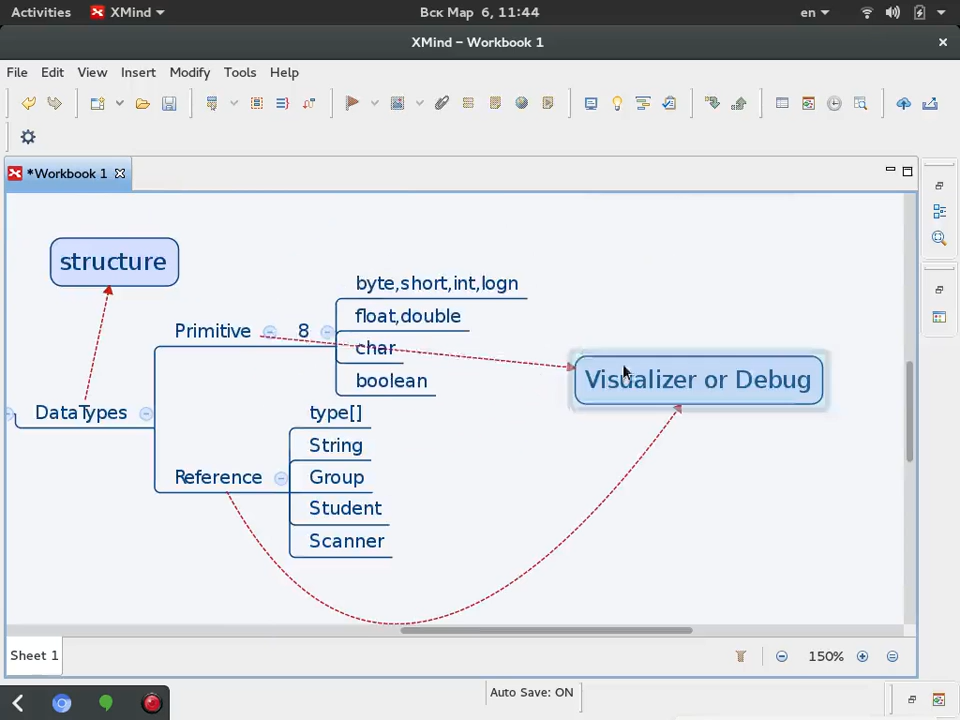 Activities XMind Вск Мар 6, 11:44 en
XMind – Workbook 1
File Edit View Insert Modify Tools Help
*Workbook 1
structure
byte,short,int,logn
Primitive 8
float,double
char
boolean
Visualizer or Debug
DataTypes
type[]
String
Reference
Group
Student
Scanner
Sheet 1
150%
Auto Save: ON